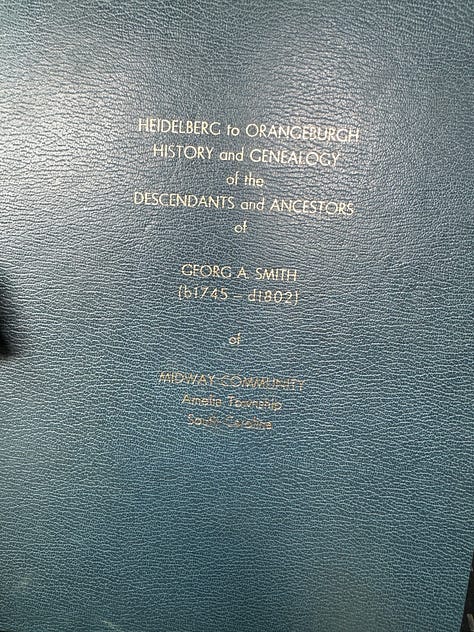 HEIDELBERG to ORANGEBURGH
HISTORY and GENEALOGY
of the
DESCENDANTS and ANCESTORS
of
GEORG A. SMITH
(b1745 - d1802)
of
MIDWAY COMMUNITY
Amelia Township
South Carolina